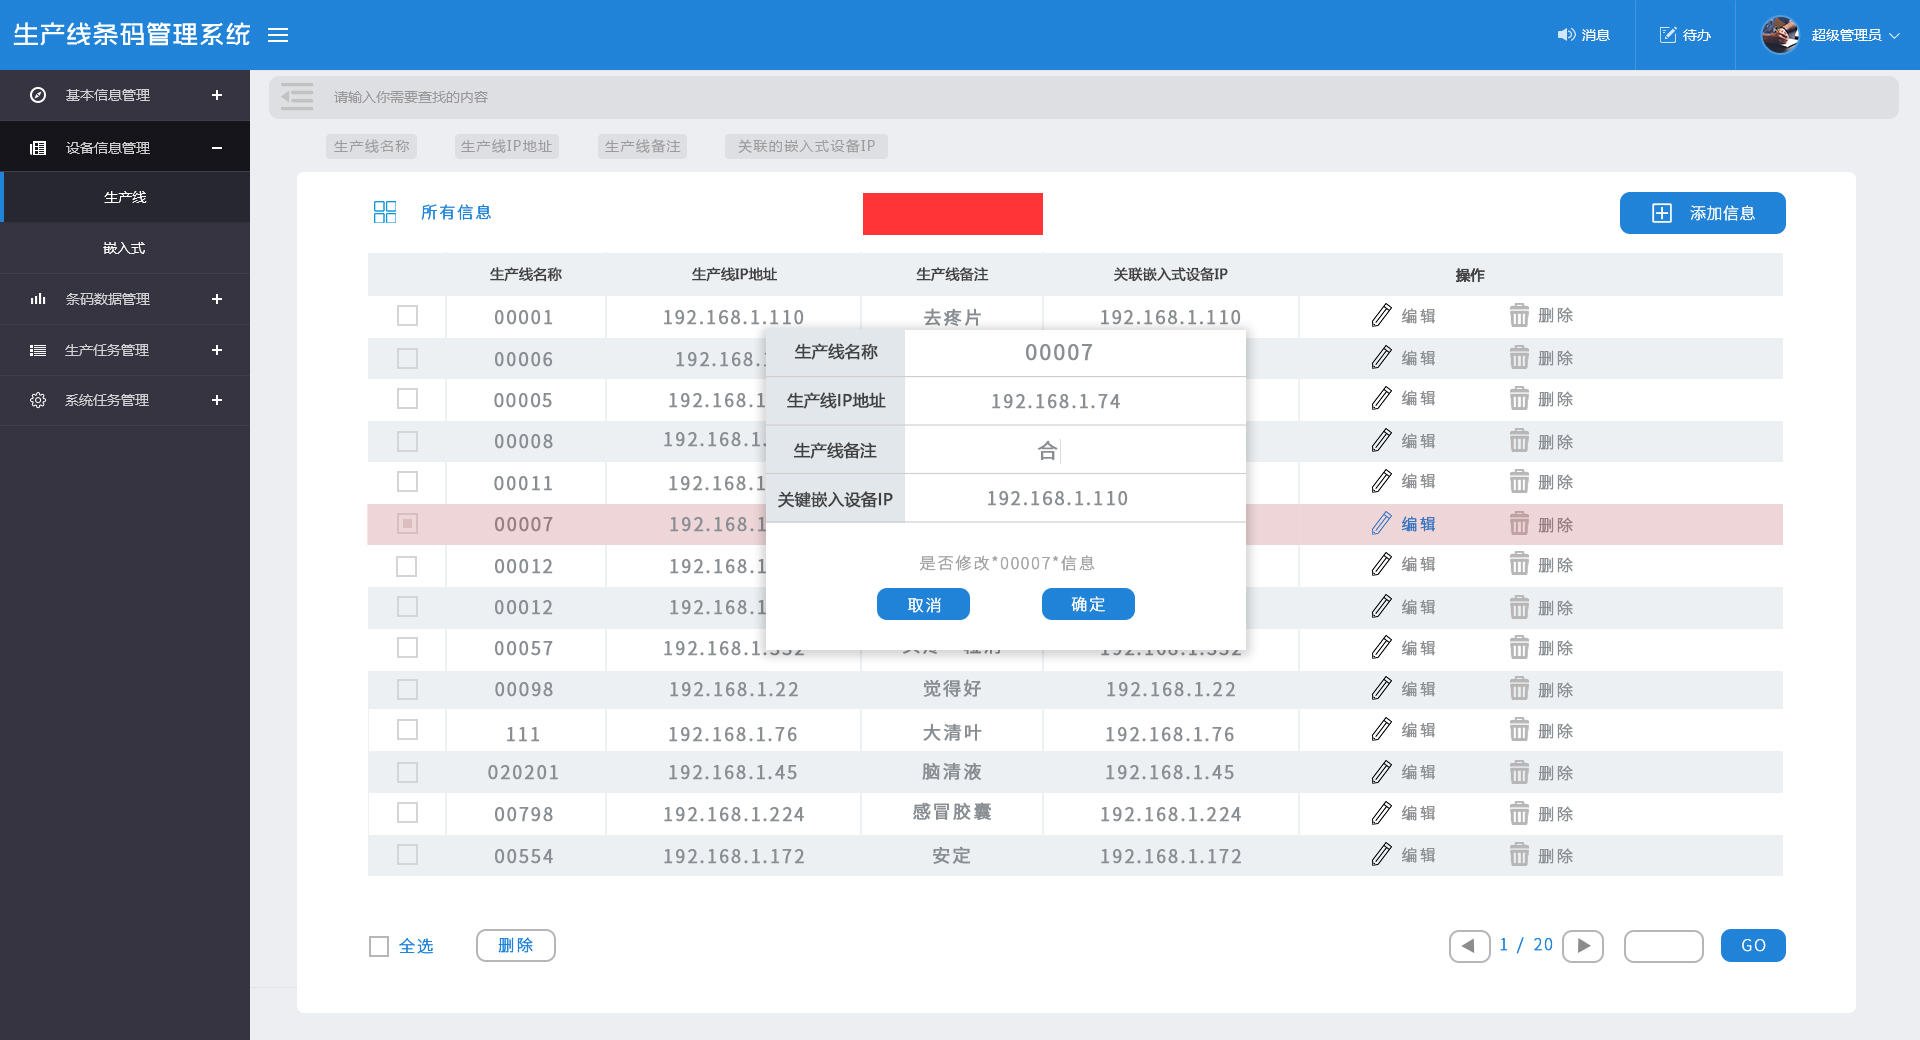 生产线条码管理系统
消息
待办
超级管理员
基本信息管理
设备信息管理
生产线
嵌入式
条码数据管理
生产任务管理
系统任务管理
请输入你需要查找的内容
生产线名称 生产线IP地址 生产线备注 关联的嵌入式设备IP
所有信息
添加信息
生产线名称 生产线IP地址 生产线备注 关联嵌入式设备IP 操作
00001 192.168.1.110 去疼片 192.168.1.110 编辑 删除
00006 192.168. 编辑 删除
00005 192.168.1 编辑 删除
00008 192.168.1. 编辑 删除
00011 192.168.1 编辑 删除
00007 192.168.1 编辑 删除
00012 192.168.1 编辑 删除
00012 192.168.1 编辑 删除
00057 192.168.1.332 192.168.1.332 编辑 删除
00098 192.168.1.22 觉得好 192.168.1.22 编辑 删除
111 192.168.1.76 大清叶 192.168.1.76 编辑 删除
020201 192.168.1.45 脑清液 192.168.1.45 编辑 删除
00798 192.168.1.224 感冒胶囊 192.168.1.224 编辑 删除
00554 192.168.1.172 安定 192.168.1.172 编辑 删除
生产线名称 00007
生产线IP地址 192.168.1.74
生产线备注 合
关键嵌入设备IP 192.168.1.110
是否修改*00007*信息
取消 确定
全选 删除 1 / 20 GO